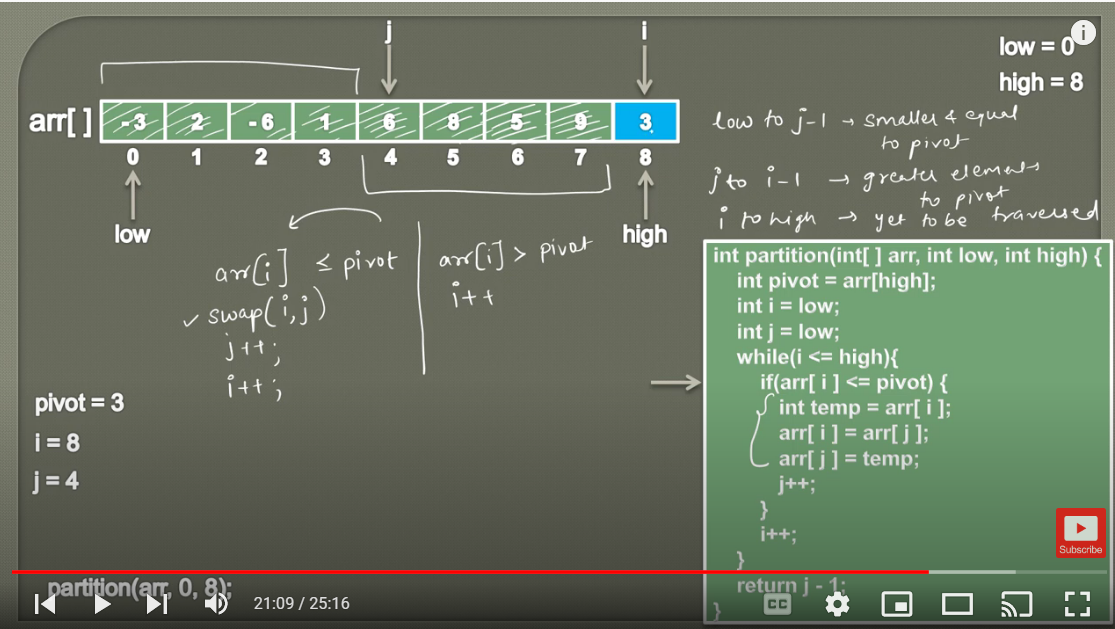 j
i
i
low = 0
high = 8
arr[ ]
-3 2 -6 1 6 8 5 9 3
0 1 2 3 4 5 6 7 8
low
high
low to j-1 → smaller & equal
to pivot
j to i-1 → greater elements
to pivot
i to high → yet to be traversed
arr[i] ≤ pivot
✓ swap(i,j)
j++;
i++;
arr[i] > pivot
i++
int partition(int[ ] arr, int low, int high) {
int pivot = arr[high];
int i = low;
int j = low;
while(i <= high){
if(arr[ i ] <= pivot) {
int temp = arr[ i ];
arr[ i ] = arr[ j ];
arr[ j ] = temp;
j++;
}
i++;
}
return j - 1;
}
pivot = 3
i = 8
j = 4
partition(arr, 0, 8);
Subscribe
21:09 / 25:16
CC